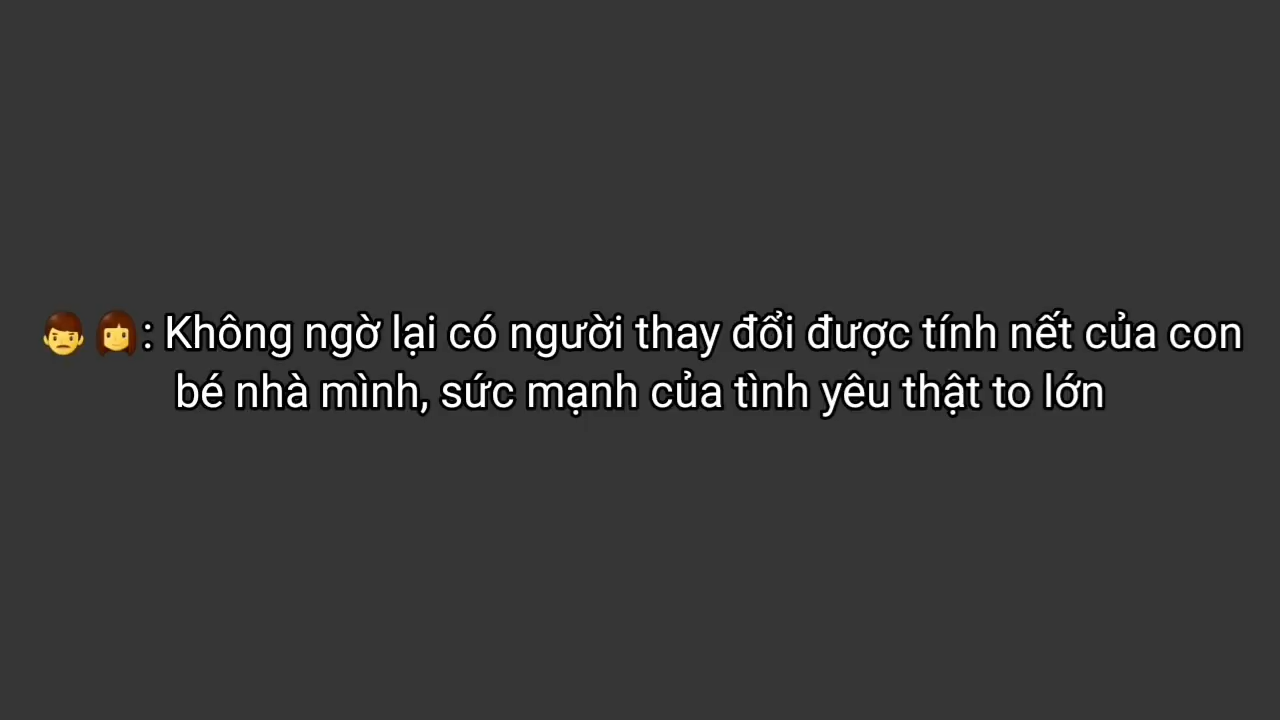 👨👩: Không ngờ lại có người thay đổi được tính nết của con
bé nhà mình, sức mạnh của tình yêu thật to lớn